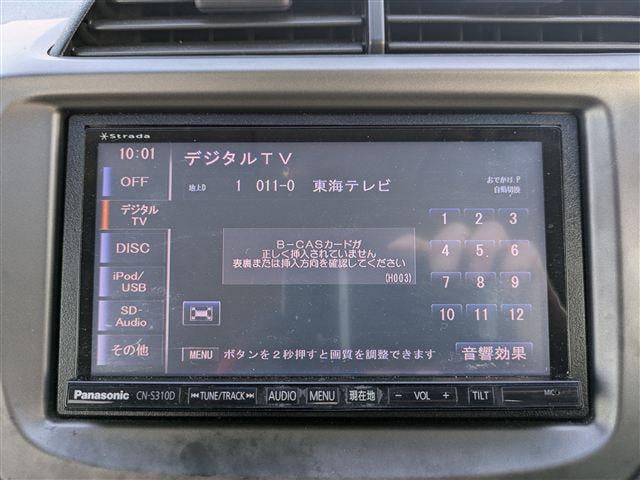 Strada
10:01
デジタルTV
OFF
地上D 1 011-0 東海テレビ
おでかけ.P
自動切換
デジタル
TV
DISC
iPod/
USB
SD-
Audio
その他
1 2 3
4 5. 6
7 8 9
10 11 12
B-CASカードが
正しく挿入されていません
表裏または挿入方向を確認してください
(H003)
MENU ボタンを2秒押すと画質を調整できます
音響効果
Panasonic CN-S310D TUNE/TRACK AUDIO MENU 現在地 - VOL + TILT MIC